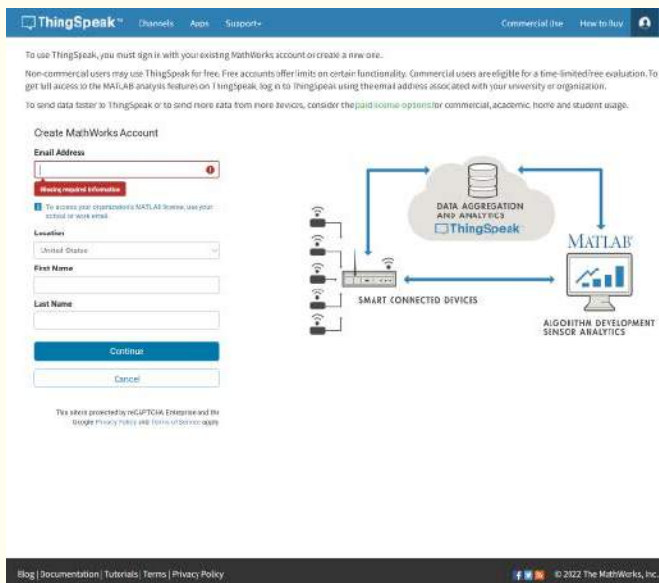 ThingSpeak™ Channels Apps Support Commercial Use How to Buy
To use ThingSpeak, you must sign in with your existing MathWorks account or create a new one.
Non-commercial users may use ThingSpeak for free. Free accounts offer limits on certain functionality. Commercial users are eligible for a time-limited free evaluation. To
get full access to the MATLAB analysis features on ThingSpeak, log in to ThingSpeak using the email address associated with your university or organization.
To send data faster to ThingSpeak or to send more data from more devices, consider the paid license options for commercial, academic, home and student usage.
Create MathWorks Account
Email Address
Missing required information
To access your organization's MATLAB license, use your
school or work email.
Location
United States
First Name
Last Name
Continue
Cancel
This site is protected by reCAPTCHA Enterprise and the
Google Privacy Policy and Terms of Service apply.
DATA AGGREGATION
AND ANALYTICS
ThingSpeak
MATLAB®
SMART CONNECTED DEVICES
ALGORITHM DEVELOPMENT
SENSOR ANALYTICS
Blog | Documentation | Tutorials | Terms | Privacy Policy
© 2022 The MathWorks, Inc.